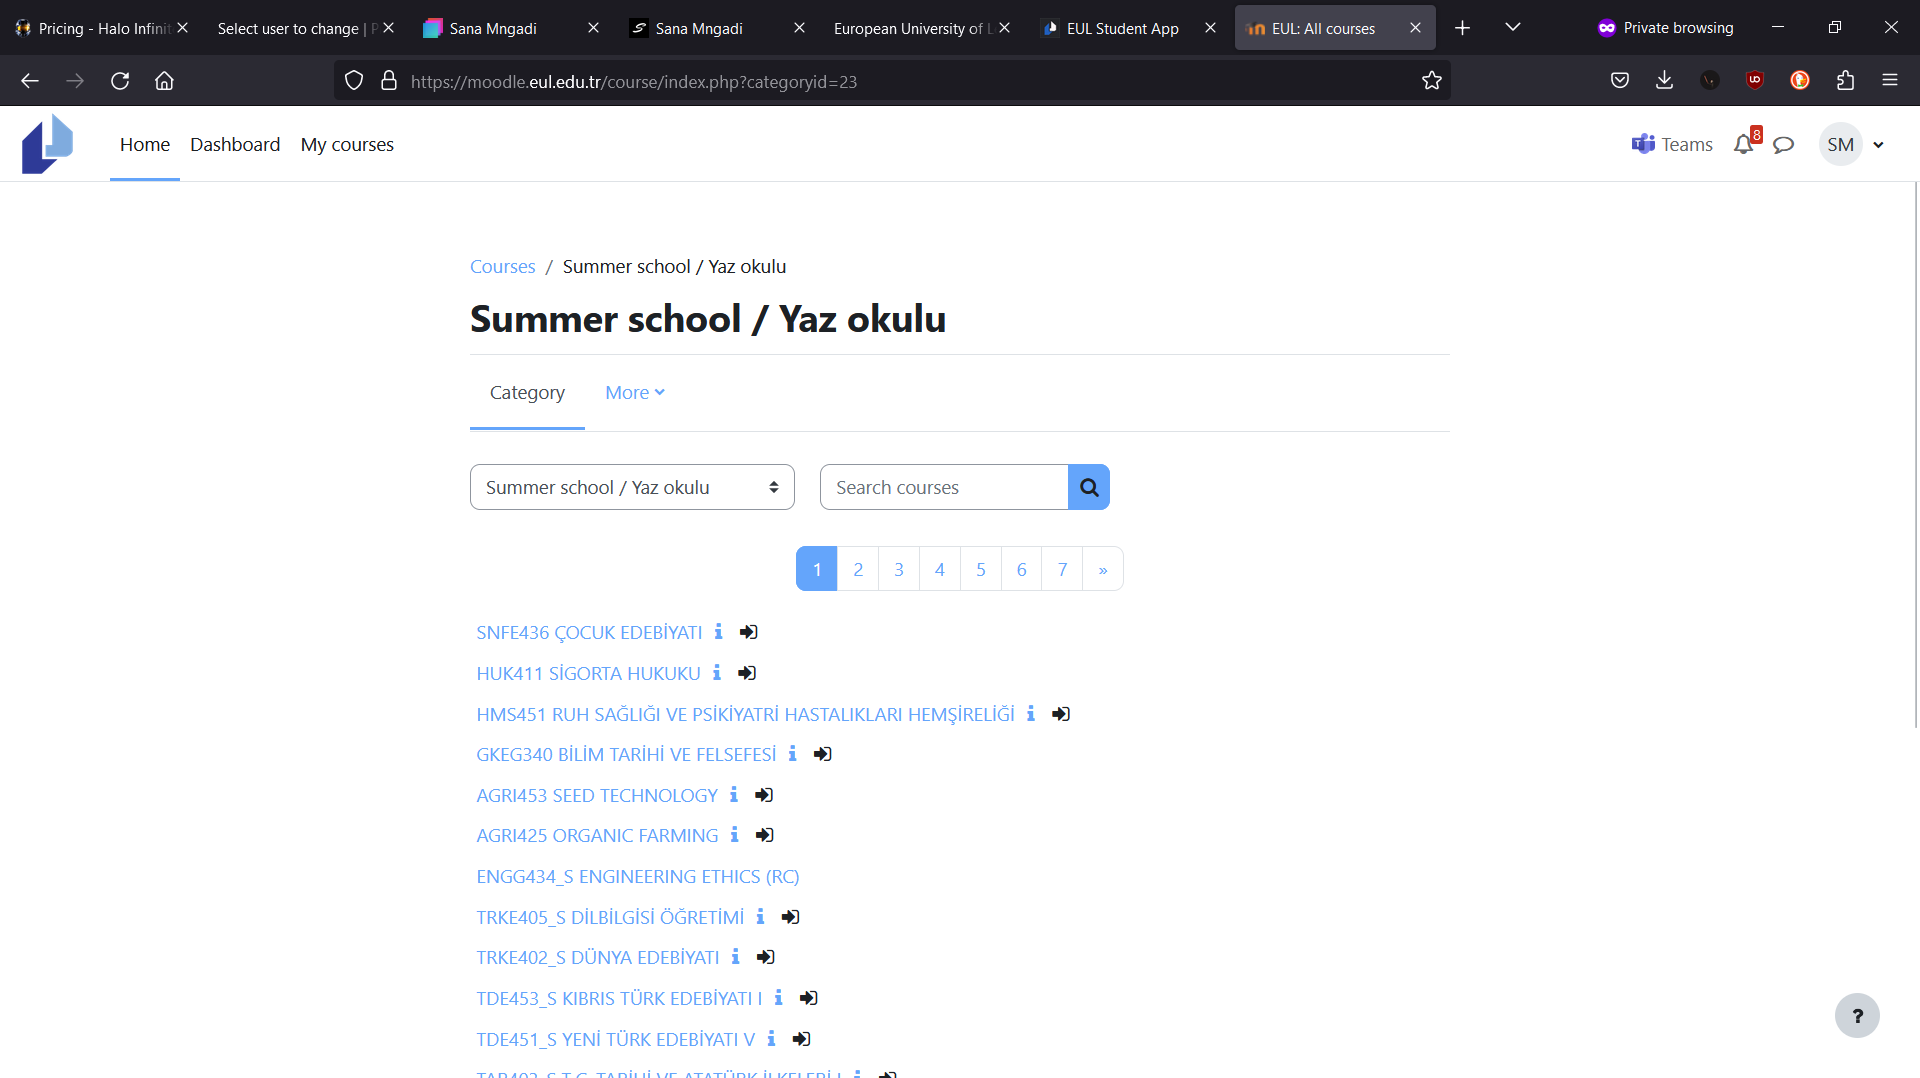 Pricing - Halo Infinit
Select user to change | P
Sana Mngadi
Sana Mngadi
European University of L
EUL Student App
EUL: All courses
Private browsing
https://moodle.eul.edu.tr/course/index.php?categoryid=23
Home Dashboard My courses
Teams 8 SM
Courses / Summer school / Yaz okulu
Summer school / Yaz okulu
Category More
Summer school / Yaz okulu Search courses
1 2 3 4 5 6 7 »
SNFE436 ÇOCUK EDEBİYATI
HUK411 SİGORTA HUKUKU
HMS451 RUH SAĞLIĞI VE PSİKİYATRİ HASTALIKLARI HEMŞİRELİĞİ
GKEG340 BİLİM TARİHİ VE FELSEFESİ
AGRI453 SEED TECHNOLOGY
AGRI425 ORGANIC FARMING
ENGG434_S ENGINEERING ETHICS (RC)
TRKE405_S DİLBİLGİSİ ÖĞRETİMİ
TRKE402_S DÜNYA EDEBİYATI
TDE453_S KIBRIS TÜRK EDEBİYATI I
TDE451_S YENİ TÜRK EDEBİYATI V
?